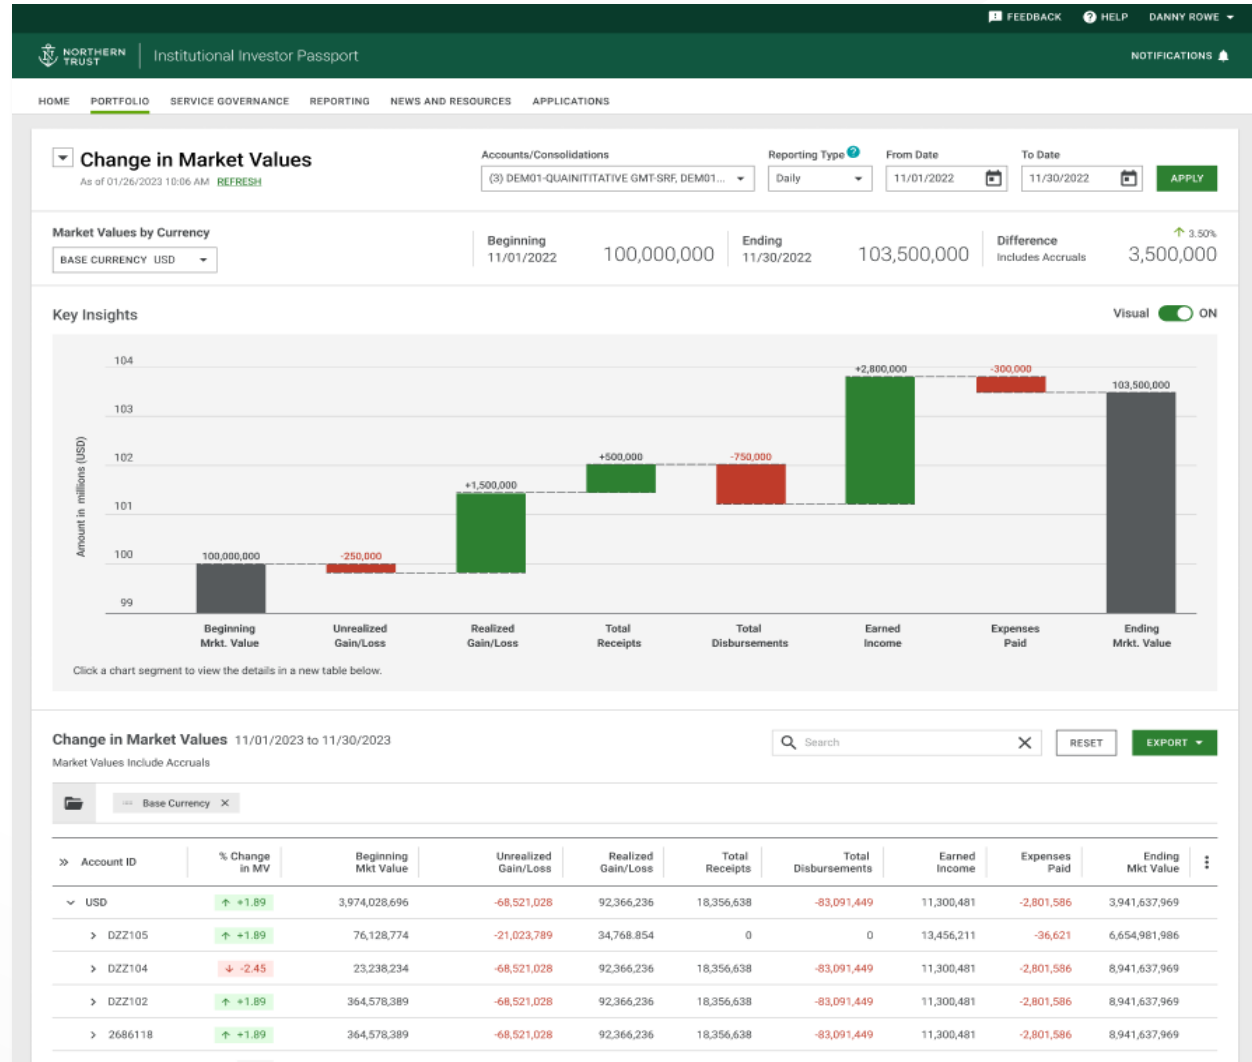 FEEDBACK HELP DANNY ROWE
NORTHERN TRUST Institutional Investor Passport NOTIFICATIONS
HOME PORTFOLIO SERVICE GOVERNANCE REPORTING NEWS AND RESOURCES APPLICATIONS
Change in Market Values
As of 01/26/2023 10:06 AM REFRESH
Accounts/Consolidations Reporting Type ? From Date To Date
(3) DEM01-QUAINITITATIVE GMT-SRF, DEM01... Daily 11/01/2022 11/30/2022 APPLY
Market Values by Currency
BASE CURRENCY USD
Beginning
11/01/2022
100,000,000
Ending
11/30/2022
103,500,000
Difference
Includes Accruals
3.50%
3,500,000
Key Insights Visual ON
Amount in millions (USD)
104
103
102
101
100
99
100,000,000
-250,000
+1,500,000
+500,000
-750,000
+2,800,000
-300,000
103,500,000
Beginning
Mrkt. Value
Unrealized
Gain/Loss
Realized
Gain/Loss
Total
Receipts
Total
Disbursements
Earned
Income
Expenses
Paid
Ending
Mrkt. Value
Click a chart segment to view the details in a new table below.
Change in Market Values 11/01/2023 to 11/30/2023
Market Values Include Accruals
Search RESET EXPORT
Base Currency
Account ID
% Change
in MV
Beginning
Mkt Value
Unrealized
Gain/Loss
Realized
Gain/Loss
Total
Receipts
Total
Disbursements
Earned
Income
Expenses
Paid
Ending
Mkt Value
USD +1.89 3,974,028,696 -68,521,028 92,366,236 18,356,638 -83,091,449 11,300,481 -2,801,586 3,941,637,969
DZZ105 +1.89 76,128,774 -21,023,789 34,768.854 0 0 13,456,211 -36,621 6,654,981,986
DZZ104 -2.45 23,238,234 -68,521,028 92,366,236 18,356,638 -83,091,449 11,300,481 -2,801,586 8,941,637,969
DZZ102 +1.89 364,578,389 -68,521,028 92,366,236 18,356,638 -83,091,449 11,300,481 -2,801,586 8,941,637,969
2686118 +1.89 364,578,389 -68,521,028 92,366,236 18,356,638 -83,091,449 11,300,481 -2,801,586 8,941,637,969